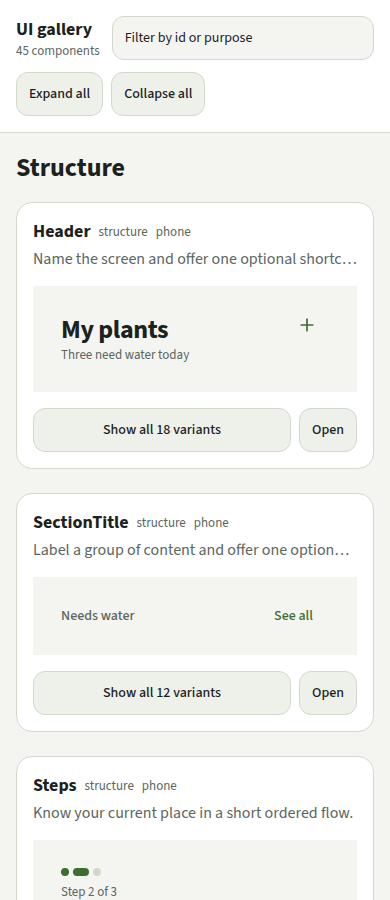 UI gallery
45 components
Filter by id or purpose
Expand all
Collapse all
Structure
Header structure phone
Name the screen and offer one optional shortc…
My plants
Three need water today
Show all 18 variants
Open
SectionTitle structure phone
Label a group of content and offer one option…
Needs water
See all
Show all 12 variants
Open
Steps structure phone
Know your current place in a short ordered flow.
Step 2 of 3